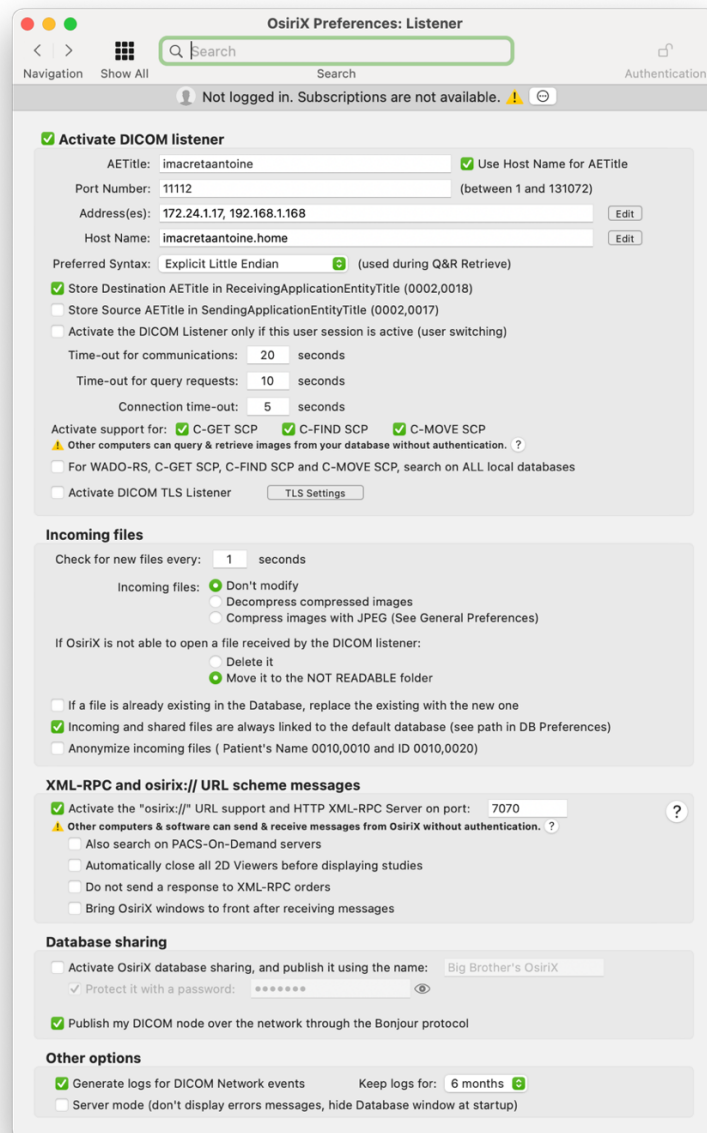 OsiriX Preferences: Listener
Search
Navigation Show All Search Authentication
Not logged in. Subscriptions are not available.
Activate DICOM listener
AETitle: imacretaantoine Use Host Name for AETitle
Port Number: 11112 (between 1 and 131072)
Address(es): 172.24.1.17, 192.168.1.168 Edit
Host Name: imacretaantoine.home Edit
Preferred Syntax: Explicit Little Endian (used during Q&R Retrieve)
Store Destination AETitle in ReceivingApplicationEntityTitle (0002,0018)
Store Source AETitle in SendingApplicationEntityTitle (0002,0017)
Activate the DICOM Listener only if this user session is active (user switching)
Time-out for communications: 20 seconds
Time-out for query requests: 10 seconds
Connection time-out: 5 seconds
Activate support for: C-GET SCP C-FIND SCP C-MOVE SCP
Other computers can query & retrieve images from your database without authentication. ?
For WADO-RS, C-GET SCP, C-FIND SCP and C-MOVE SCP, search on ALL local databases
Activate DICOM TLS Listener TLS Settings
Incoming files
Check for new files every: 1 seconds
Incoming files: Don't modify
Decompress compressed images
Compress images with JPEG (See General Preferences)
If OsiriX is not able to open a file received by the DICOM listener:
Delete it
Move it to the NOT READABLE folder
If a file is already existing in the Database, replace the existing with the new one
Incoming and shared files are always linked to the default database (see path in DB Preferences)
Anonymize incoming files ( Patient's Name 0010,0010 and ID 0010,0020)
XML-RPC and osirix:// URL scheme messages
Activate the "osirix://" URL support and HTTP XML-RPC Server on port: 7070 ?
Other computers & software can send & receive messages from OsiriX without authentication. ?
Also search on PACS-On-Demand servers
Automatically close all 2D Viewers before displaying studies
Do not send a response to XML-RPC orders
Bring OsiriX windows to front after receiving messages
Database sharing
Activate OsiriX database sharing, and publish it using the name: Big Brother's OsiriX
Protect it with a password: •••••••
Publish my DICOM node over the network through the Bonjour protocol
Other options
Generate logs for DICOM Network events Keep logs for: 6 months
Server mode (don't display errors messages, hide Database window at startup)